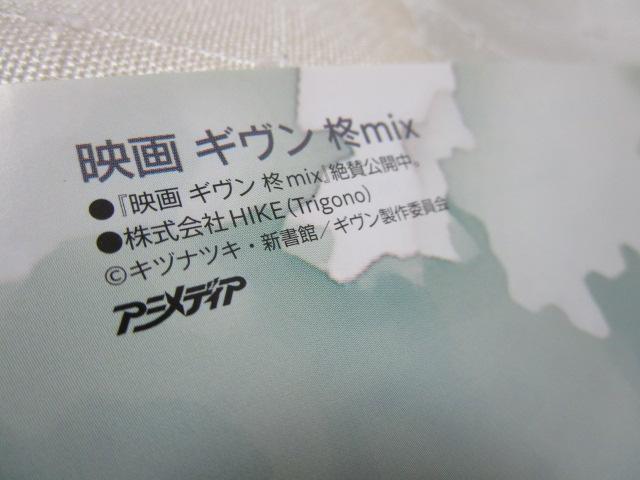 映画 ギヴン 柊mix
●『映画 ギヴン 柊mix』絶賛公開中。
●株式会社HIKE(Trigono)
©キヅナツキ・新書館/ギヴン製作委員会
アニメディア